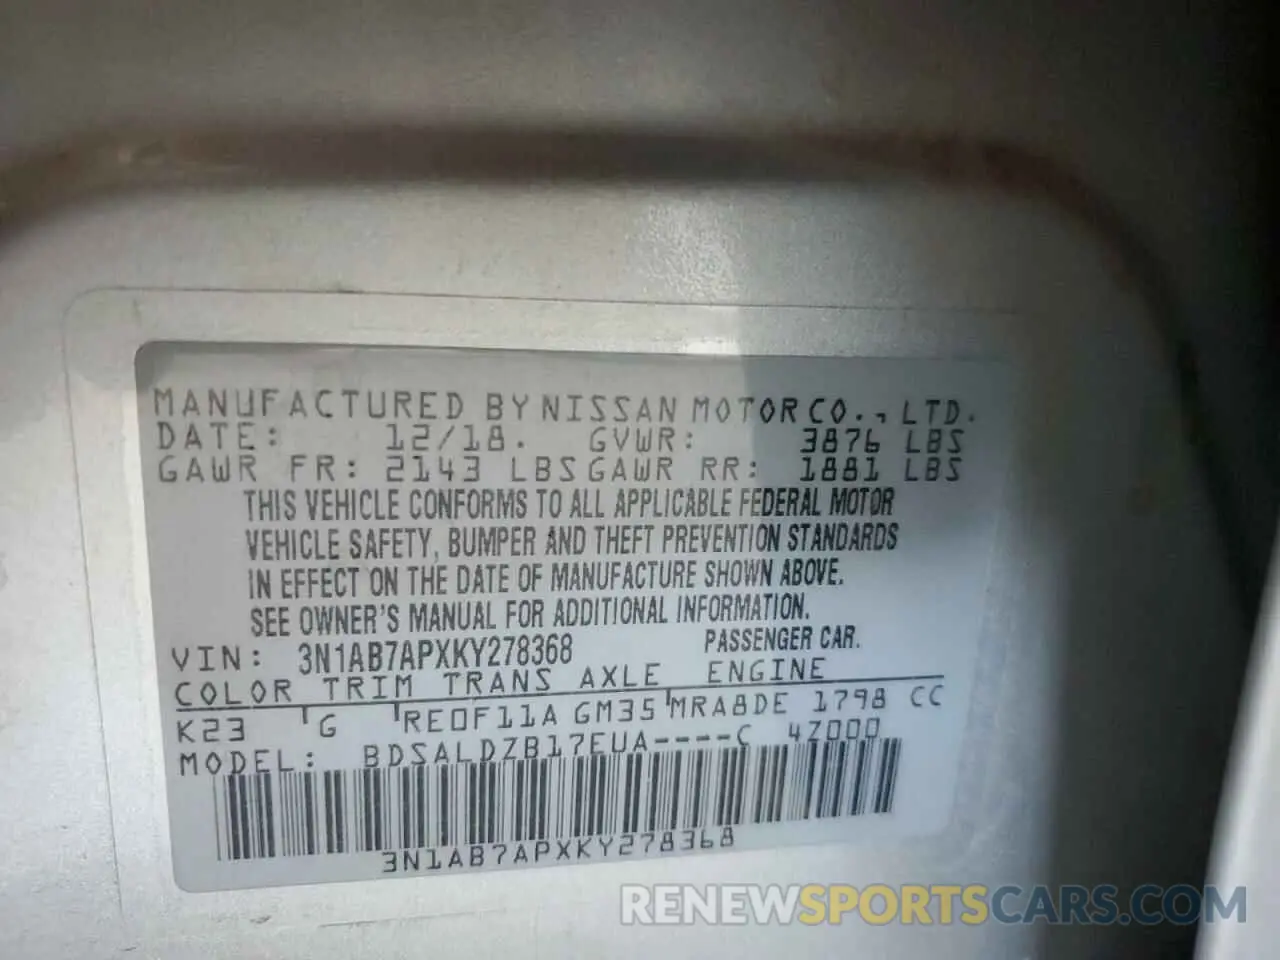 MANUFACTURED BY NISSAN MOTOR CO., LTD.
DATE: 12/18. GVWR: 3876 LBS
GAWR FR: 2143 LBS GAWR RR: 1881 LBS
THIS VEHICLE CONFORMS TO ALL APPLICABLE FEDERAL MOTOR
VEHICLE SAFETY, BUMPER AND THEFT PREVENTION STANDARDS
IN EFFECT ON THE DATE OF MANUFACTURE SHOWN ABOVE.
SEE OWNER'S MANUAL FOR ADDITIONAL INFORMATION.
VIN: 3N1AB7APXKY278368 PASSENGER CAR.
COLOR TRIM TRANS AXLE ENGINE
K23 G RE0F11A GM35 MRA8DE 1798 CC
MODEL: BDSALDZB17EUA----C 4Z000
3N1AB7APXKY278368
RENEWSPORTSCARS.COM